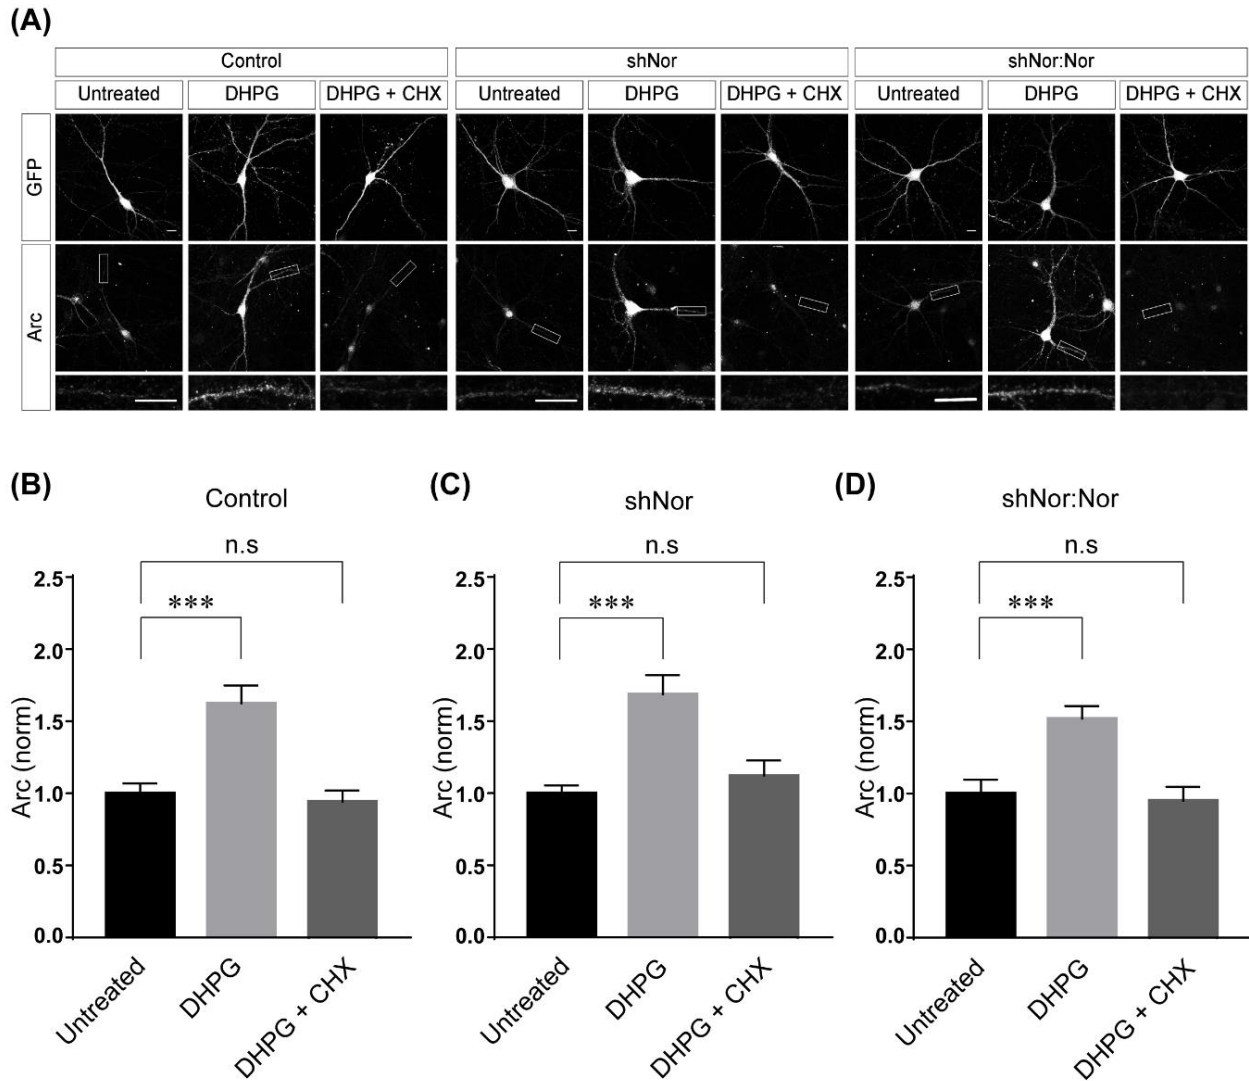 (A)
Control shNor shNor:Nor
Untreated DHPG DHPG + CHX Untreated DHPG DHPG + CHX Untreated DHPG DHPG + CHX
GFP
Arc
(B) Control
n.s
***
2.5
2.0
1.5
1.0
0.5
0.0
Arc (norm)
Untreated
DHPG
DHPG + CHX
(C) shNor
n.s
***
2.5
2.0
1.5
1.0
0.5
0.0
Arc (norm)
Untreated
DHPG
DHPG + CHX
(D) shNor:Nor
n.s
***
2.5
2.0
1.5
1.0
0.5
0.0
Arc (norm)
Untreated
DHPG
DHPG + CHX